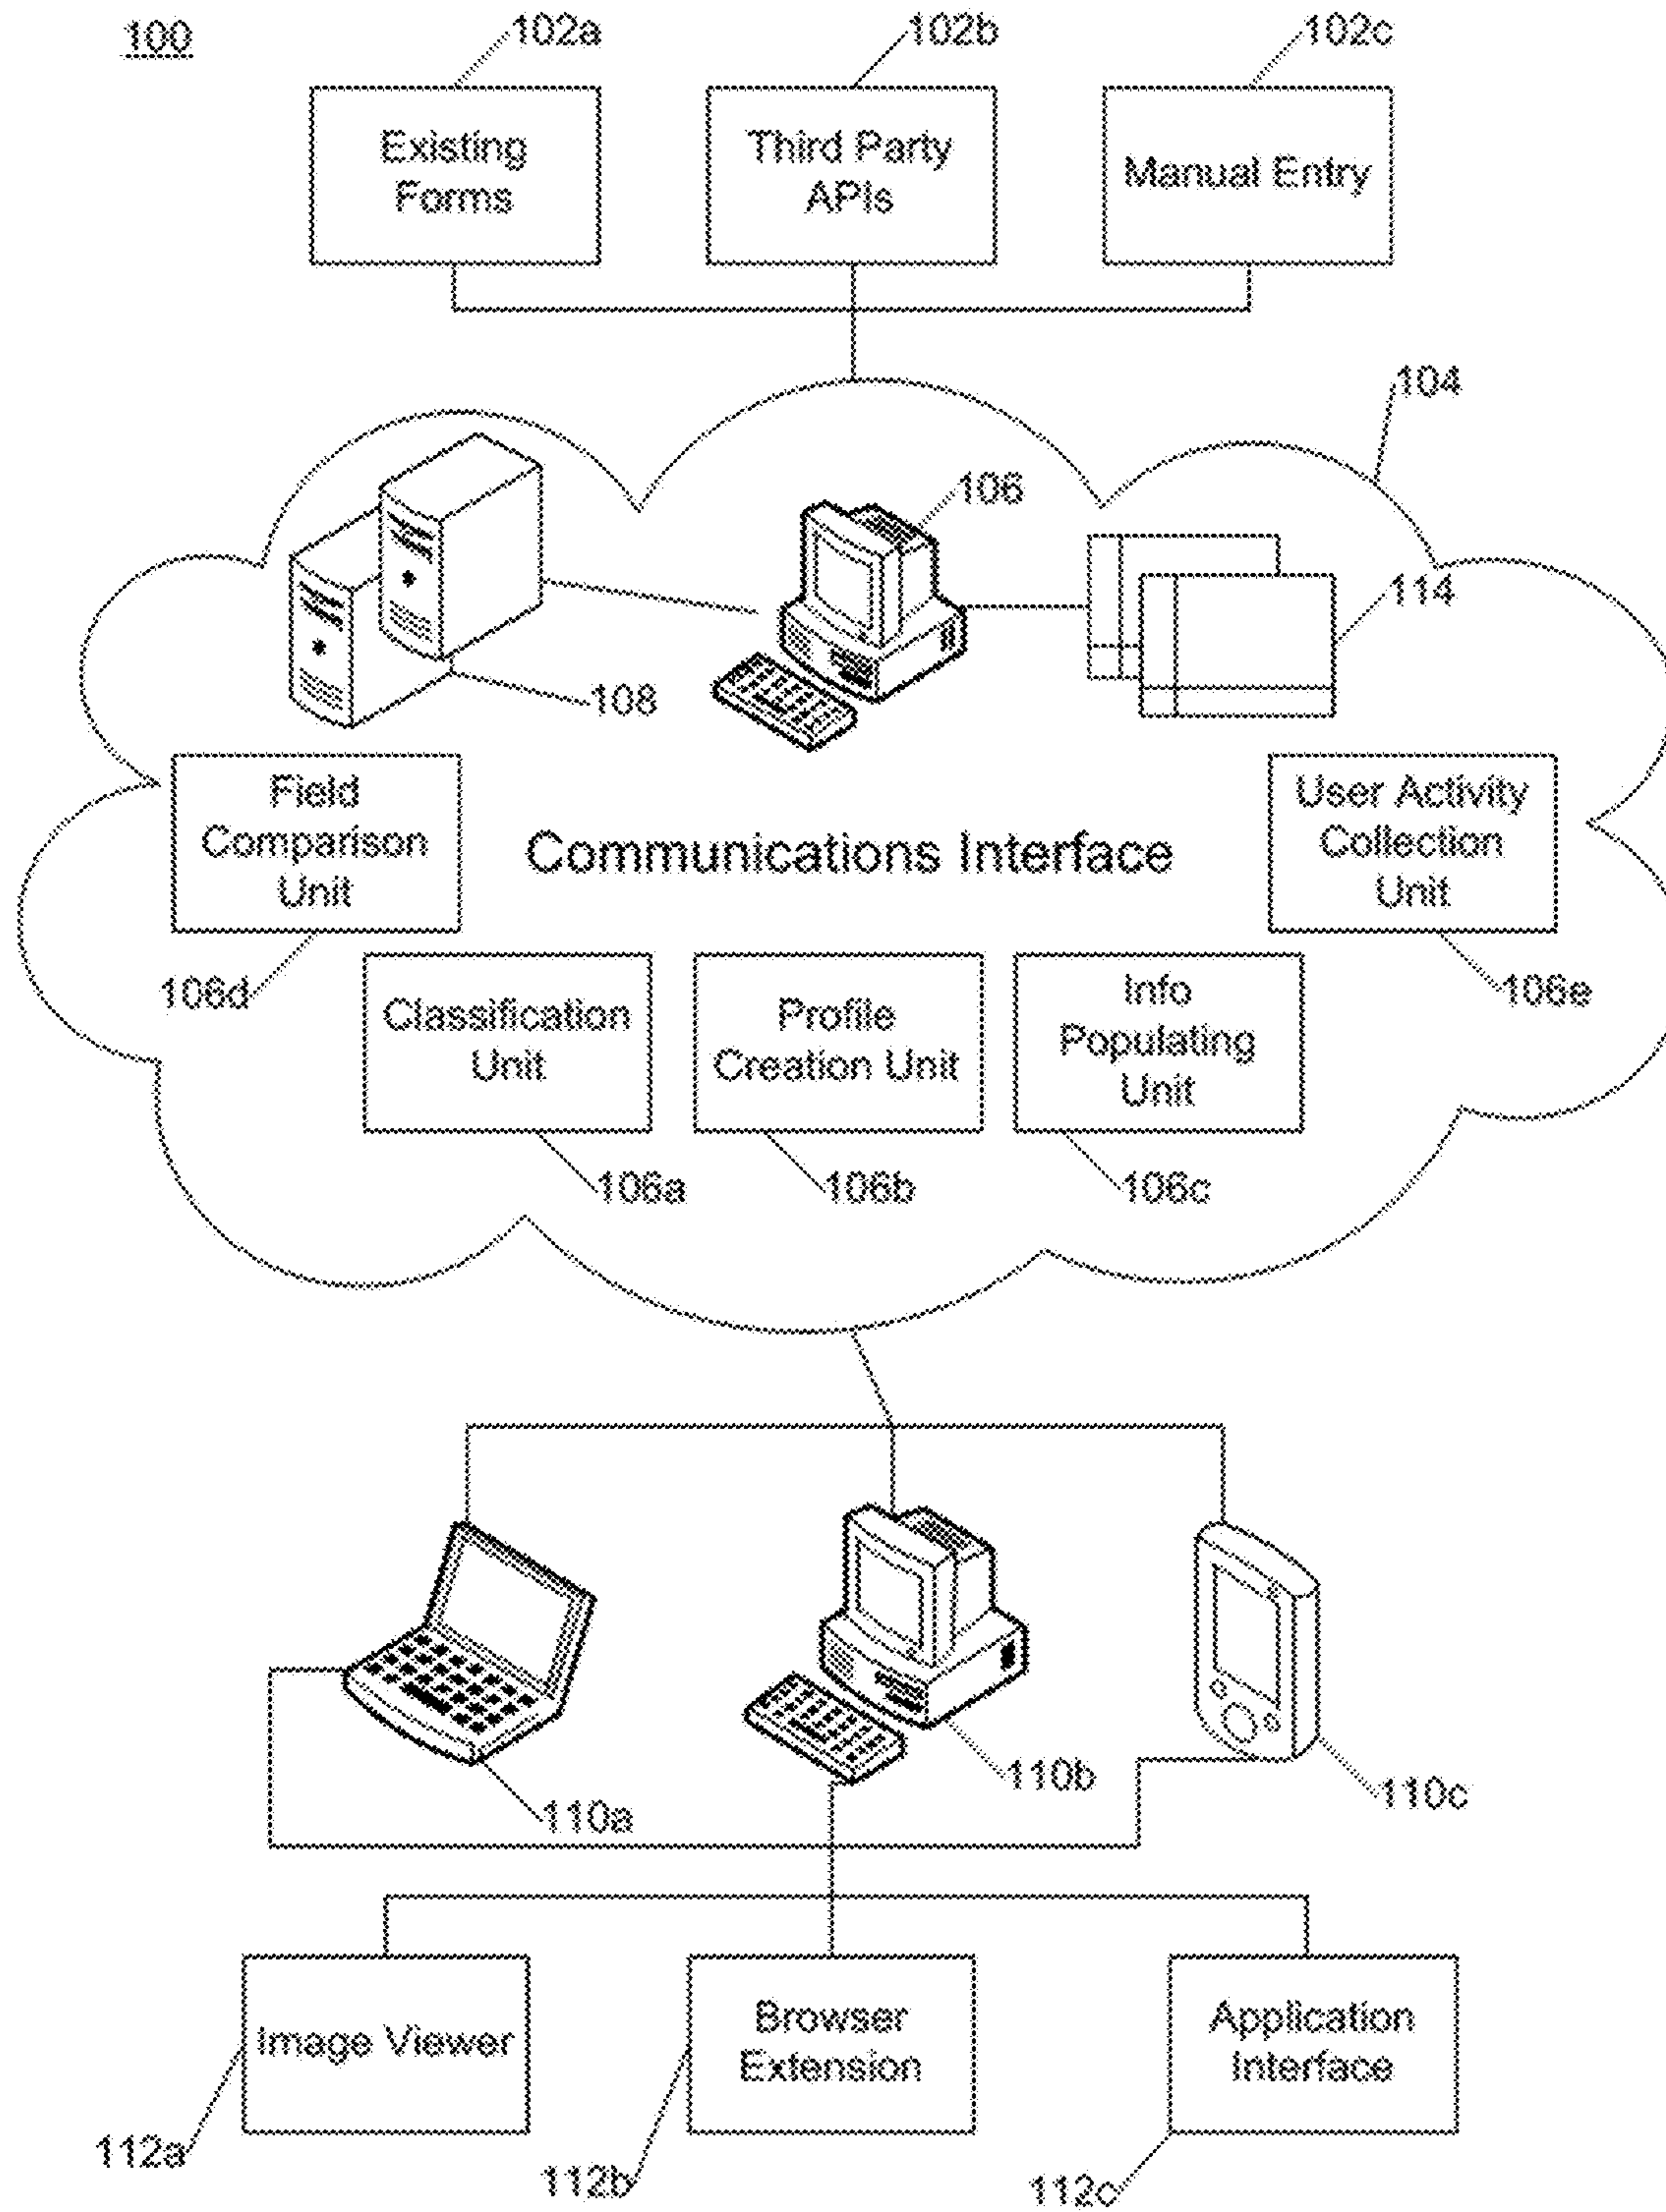 100
102a
102b
102c
Existing
Forms
Third Party
APIs
Manual Entry
104
106
114
108
Field
Comparison
Unit
Communications Interface
User Activity
Collection
Unit
106d
106e
Classification
Unit
Profile
Creation Unit
Info
Populating
Unit
106a
106b
106c
110a
110b
110c
Image Viewer
Browser
Extension
Application
Interface
112a
112b
112c